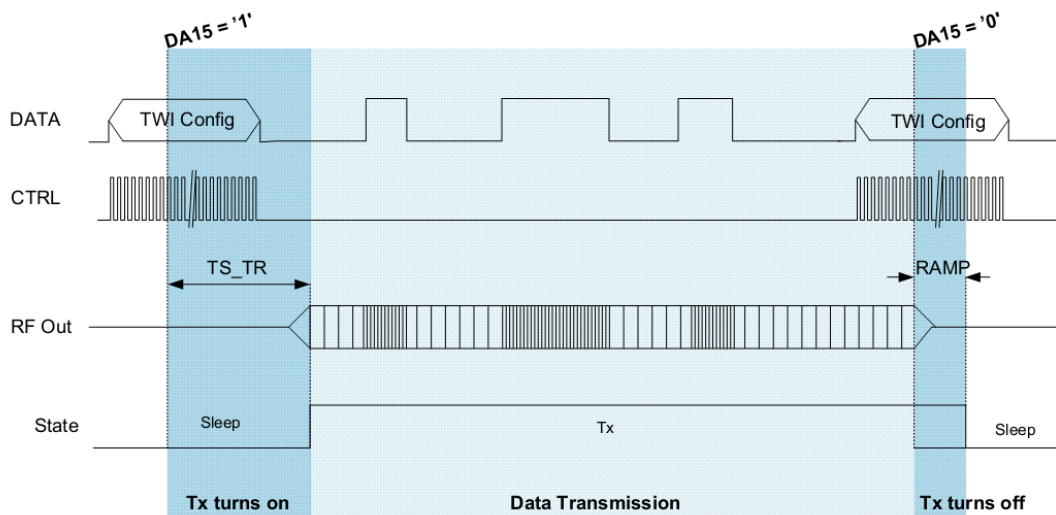 DA15 = '1'
DA15 = '0'
DATA
TWI Config
TWI Config
CTRL
TS_TR
RAMP
RF Out
State
Sleep
Tx
Sleep
Tx turns on
Data Transmission
Tx turns off